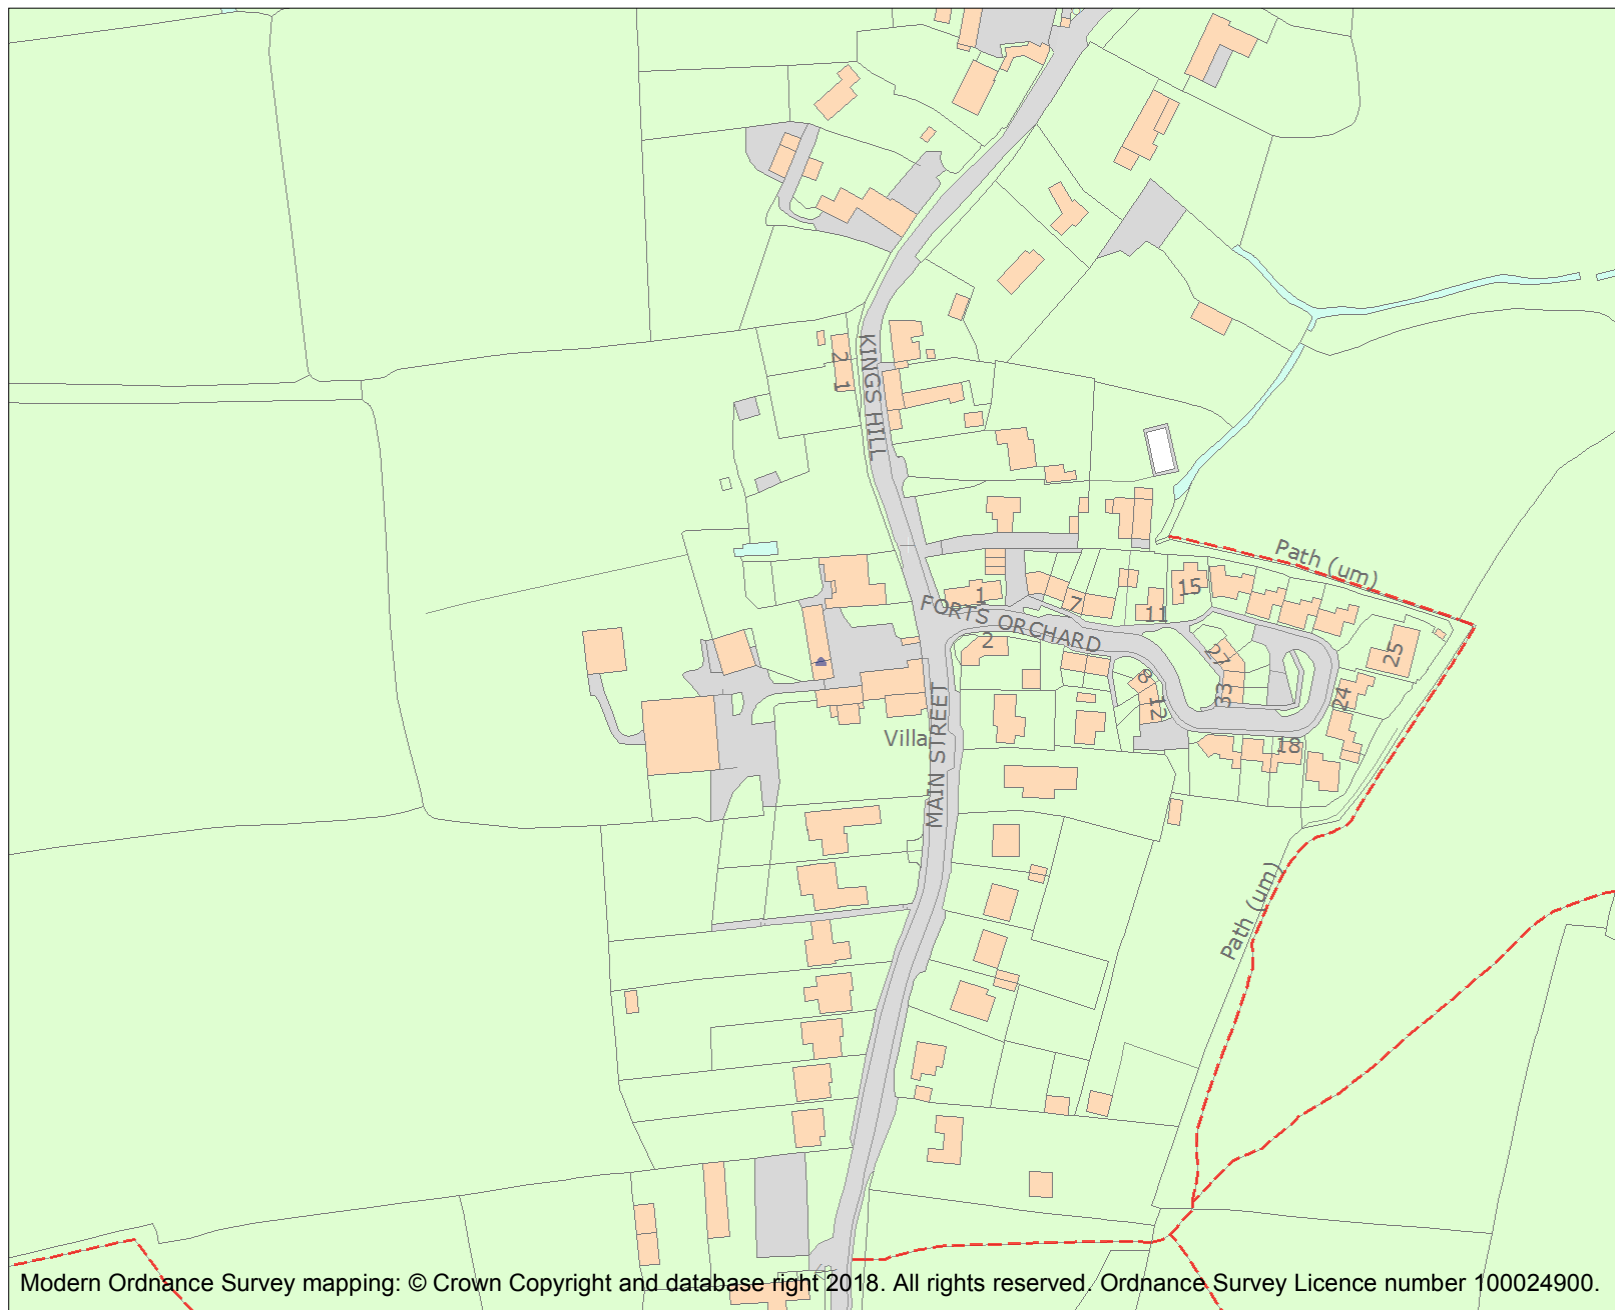 KINGS HILL
2
1
Path (um)
FORTS ORCHARD
1
2
7
11
15
27
33
25
24
8
12
18
Villa
MAIN STREET
Path (um)
Modern Ordnance Survey mapping: © Crown Copyright and database right 2018. All rights reserved. Ordnance Survey Licence number 100024900.